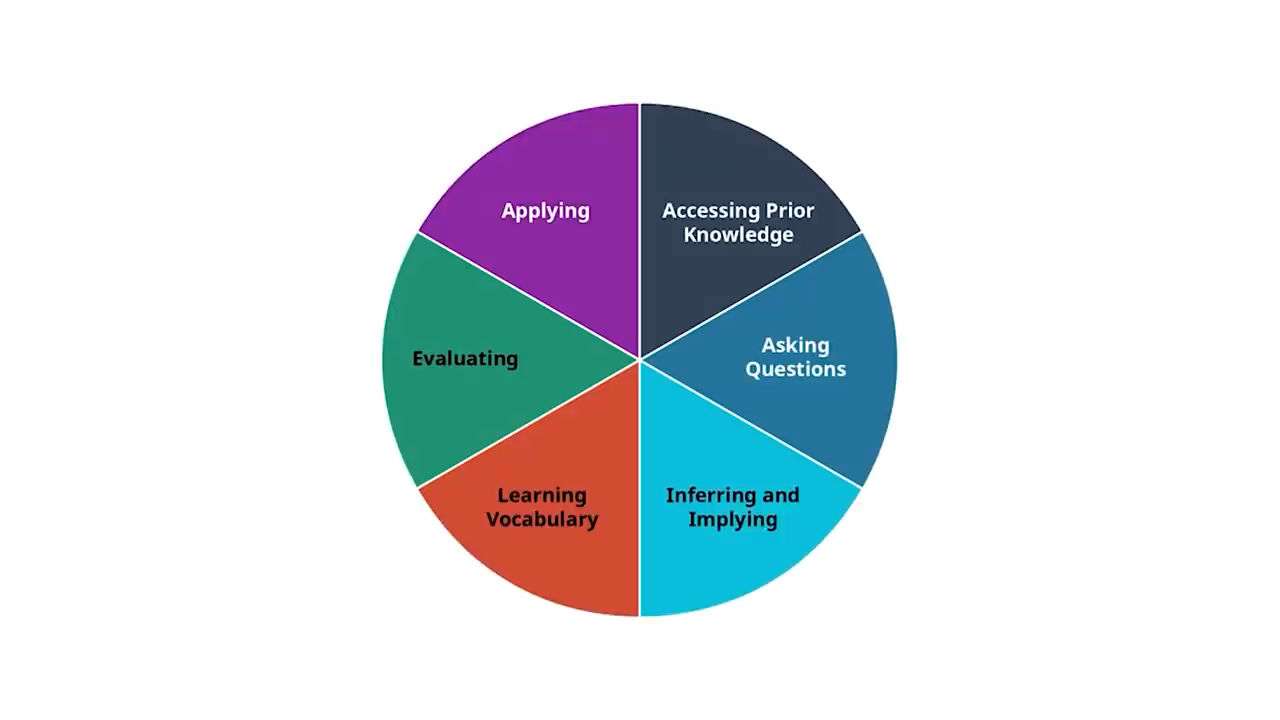 Applying
Accessing Prior
Knowledge
Evaluating
Asking
Questions
Learning
Vocabulary
Inferring and
Implying